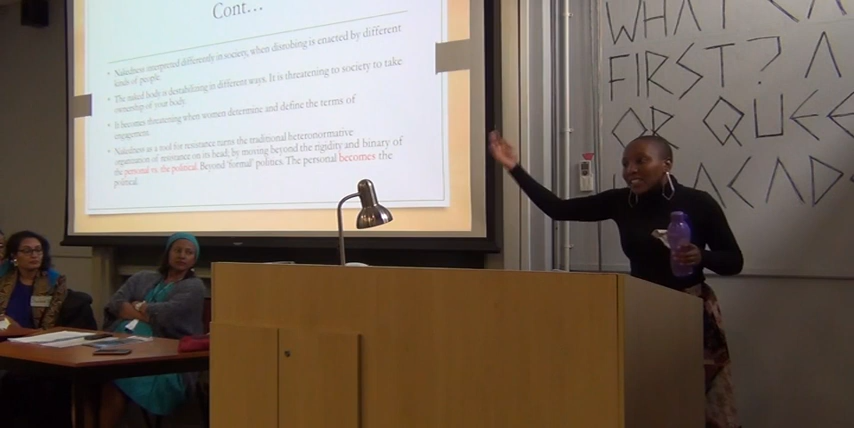 Cont…
• Nakedness interpreted differently in society, when disrobing is enacted by different
kinds of people.
• The naked body is destabilizing in different ways. It is threatening to society to take
ownership of your body.
• It becomes threatening when women determine and define the terms of
engagement.
• Nakedness as a tool for resistance turns the traditional heteronormative
organization of resistance on its head; by moving beyond the rigidity and binary of
the personal vs. the political. Beyond ‘formal’ politics. The personal becomes the
political.
WHAT CA
FIRST? A
OR QUEE
ACAD